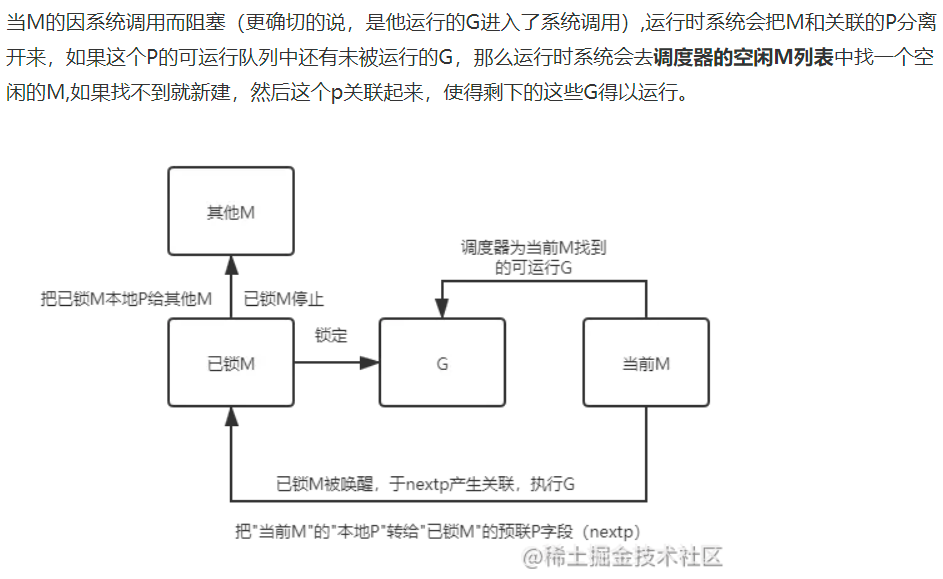 当M的因系统调用而阻塞（更确切的说，是他运行的G进入了系统调用）,运行时系统会把M和关联的P分离
开来，如果这个P的可运行队列中还有未被运行的G，那么运行时系统会去调度器的空闲M列表中找一个空
闲的M,如果找不到就新建，然后这个p关联起来，使得剩下的这些G得以运行。
其他M
调度器为当前M找到
的可运行G
把已锁M本地P给其他M
已锁M停止
锁定
已锁M
G
当前M
已锁M被唤醒，于nextp产生关联，执行G
把"当前M"的"本地P"转给"已锁M"的预联P字段（nextp）
@稀土掘金技术社区